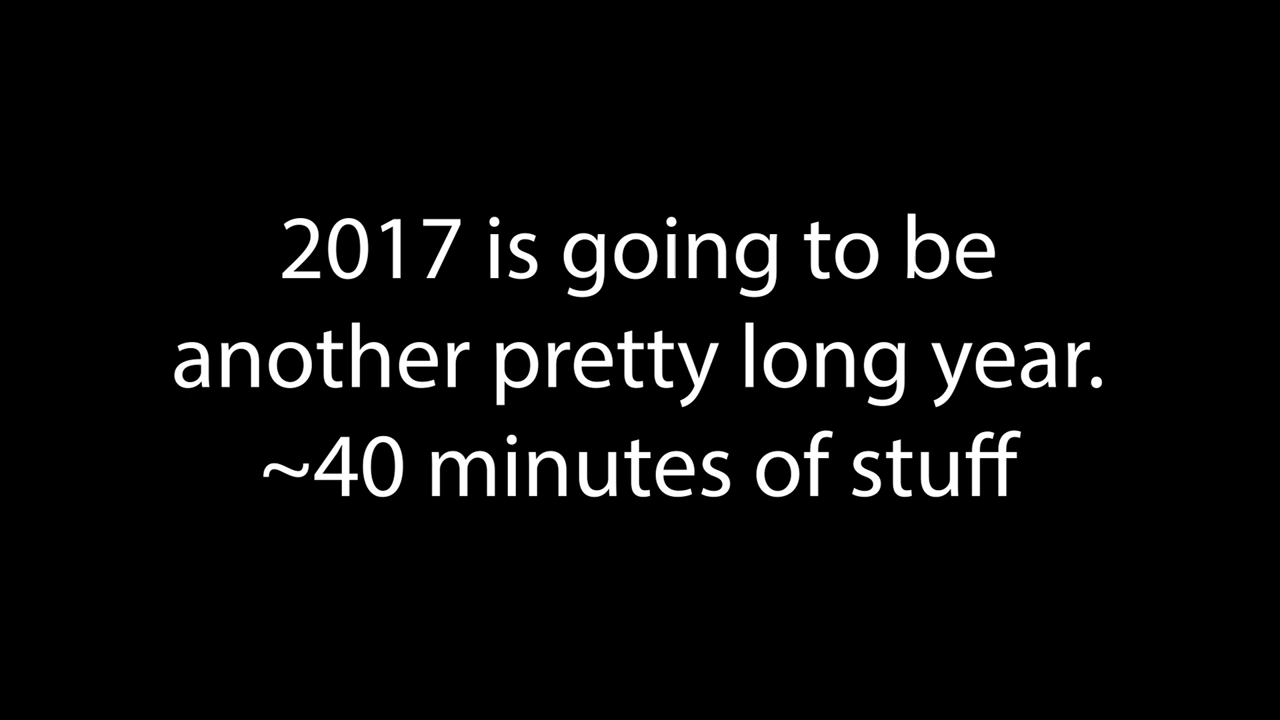 2017 is going to be
another pretty long year.
~40 minutes of stuff